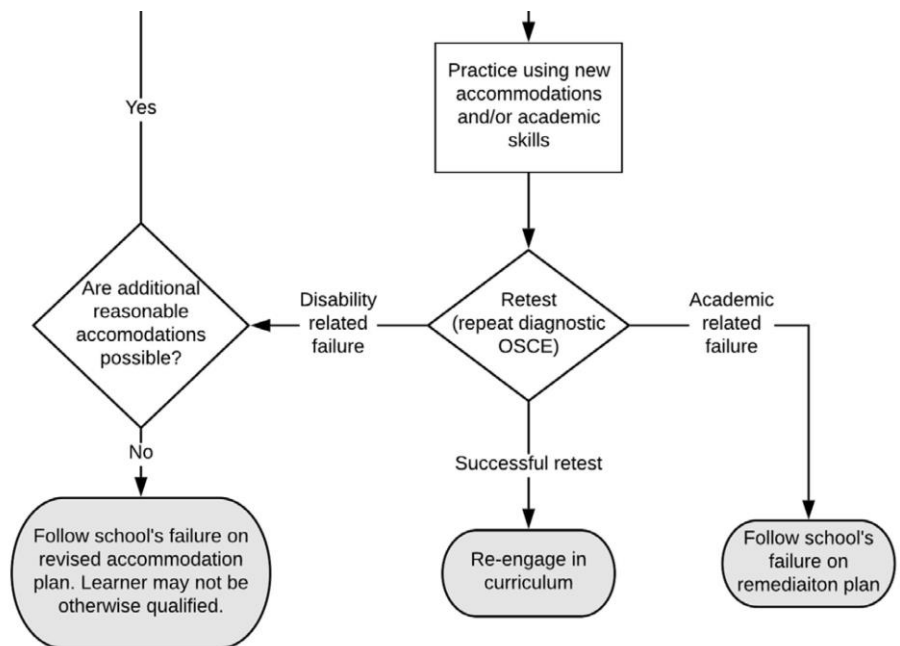 Practice using new
accommodations
and/or academic
skills
Yes
Are additional
reasonable
accomodations
possible?
Disability
related
failure
Retest
(repeat diagnostic
OSCE)
Academic
related
failure
No
Successful retest
Follow school's failure on
revised accommodation
plan. Learner may not be
otherwise qualified.
Re-engage in
curriculum
Follow school's
failure on
remediaiton plan